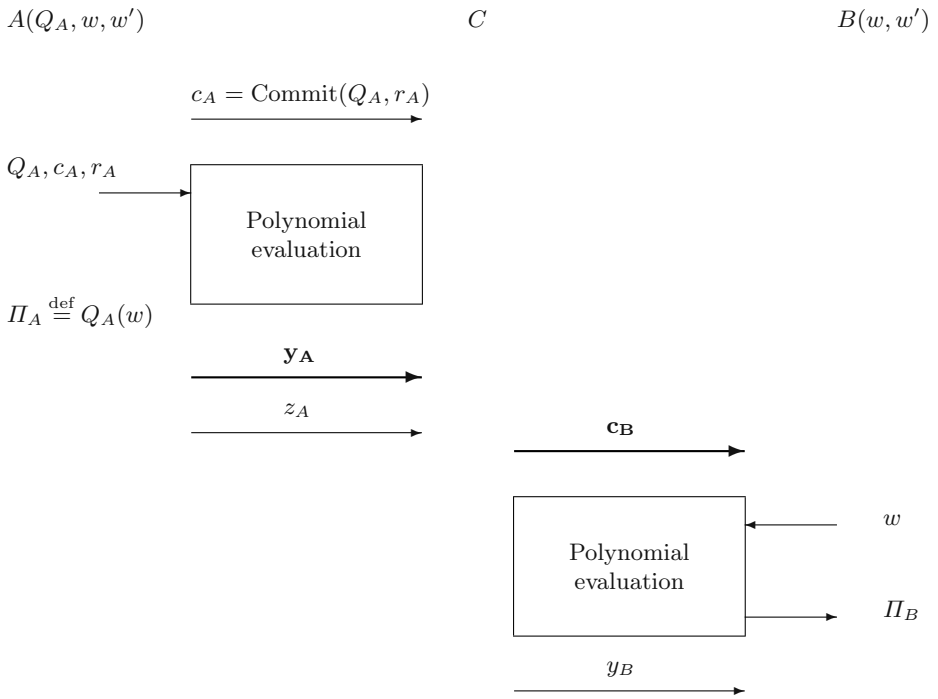 A(Q_A, w, w′) C B(w, w′)
c_A = Commit(Q_A, r_A)
Q_A, c_A, r_A
Polynomial
evaluation
Π_A def= Q_A(w)
y_A
z_A
c_B
w
Polynomial
evaluation
Π_B
y_B